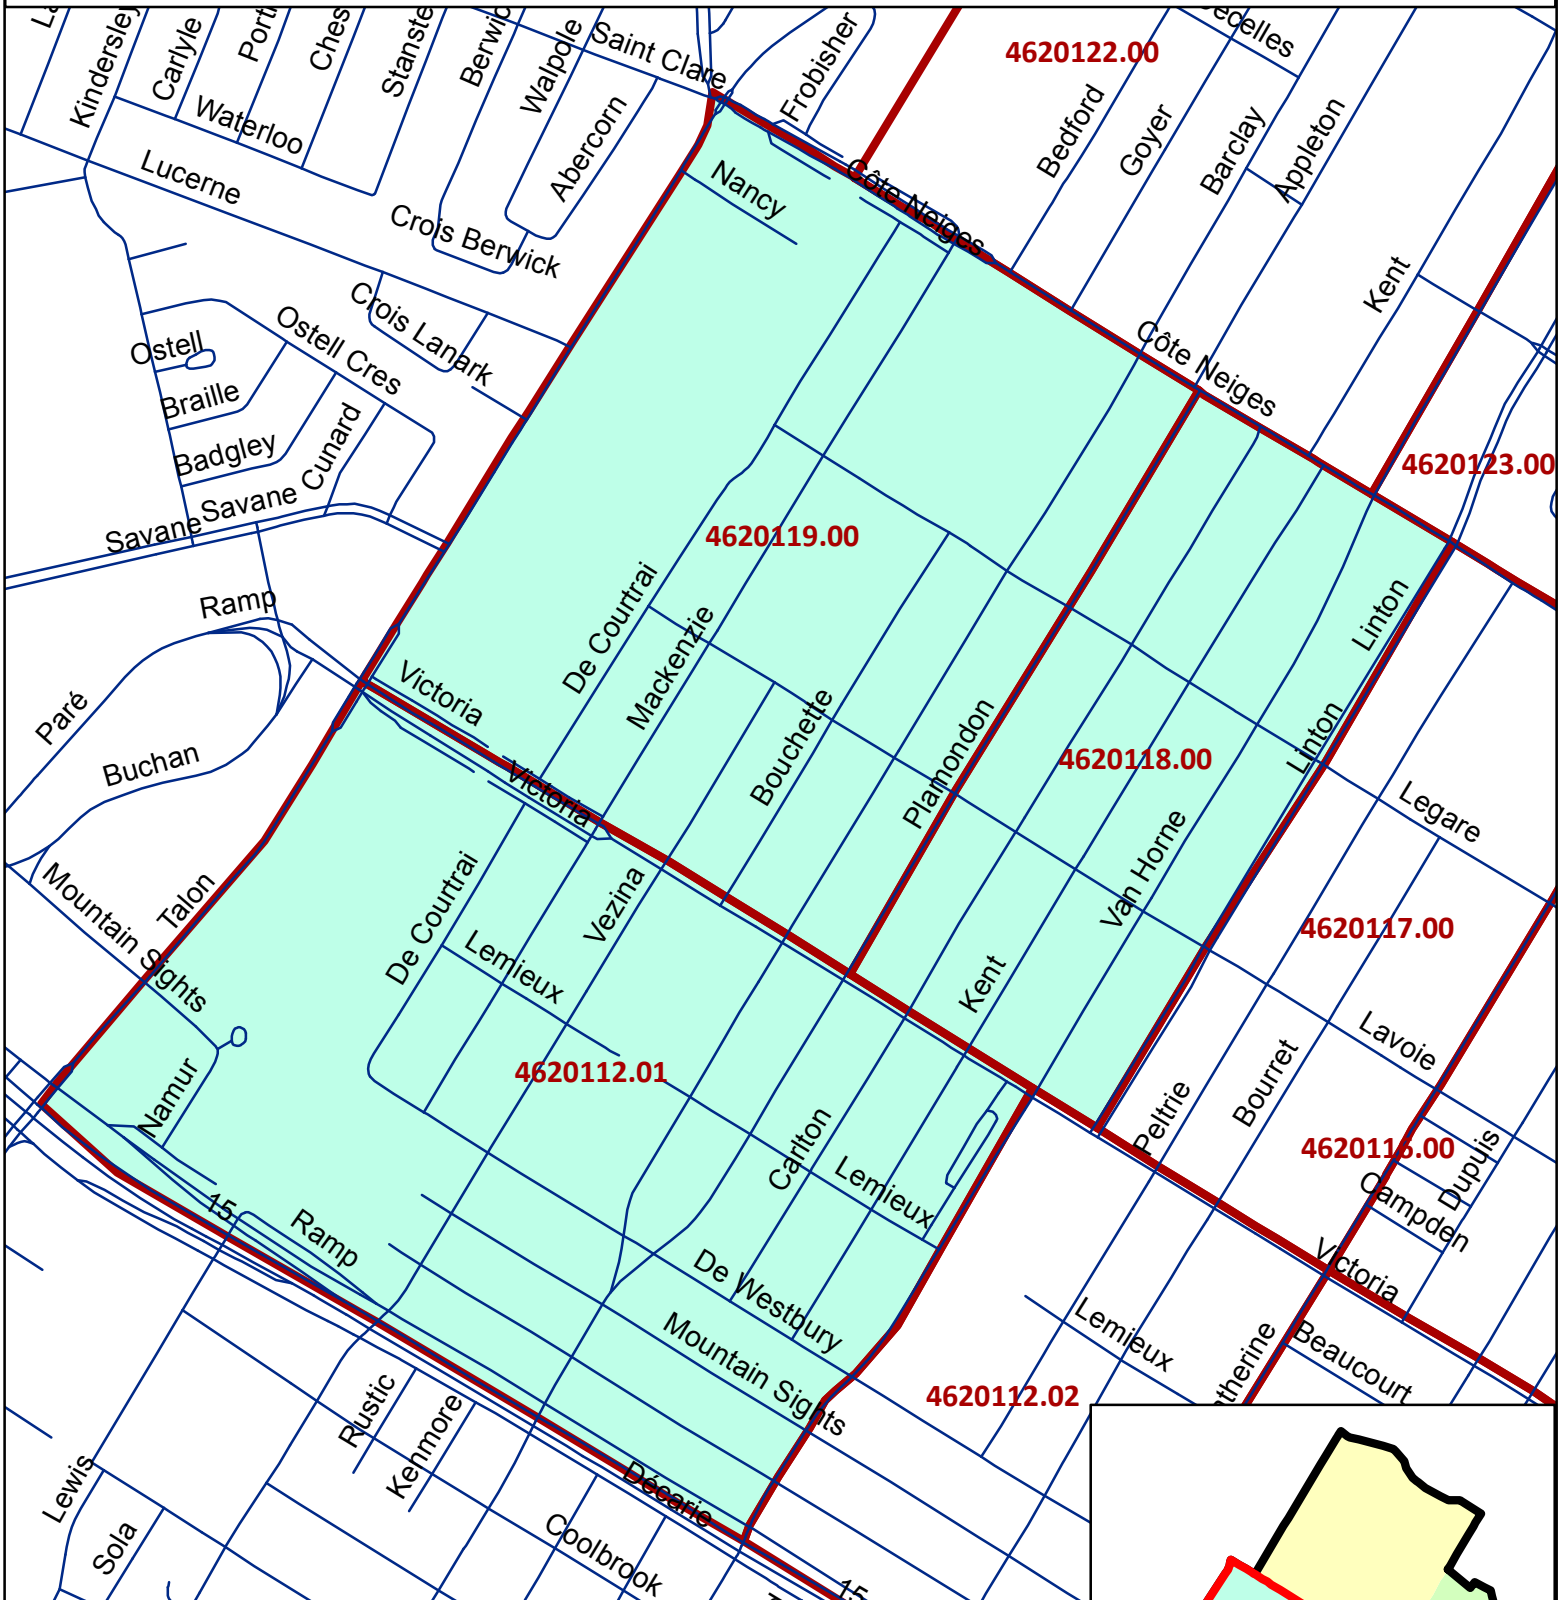 Kindersley
Carlyle
Waterloo
Lucerne
Walpole
Abercorn
Saint Clare
Frobisher
4620122.00
Bedford
Goyer
Barclay
Appleton
Crois Berwick
Crois Lanark
Nancy
Côte Neiges
Côte Neiges
Kent
Ostell
Ostell Cres
Braille
Badgley
Cunard
Savane
Savane
4620123.00
4620119.00
Ramp
De Courtrai
Mackenzie
Linton
Paré
Buchan
Victoria
Victoria
Bouchette
Plamondon
4620118.00
Linton
Legare
Mountain Sights
Talon
De Courtrai
Vezina
Lemieux
Kent
Van Horne
4620117.00
Lavoie
Namur
4620112.01
Carlton
Lemieux
Peltrie
Bourret
4620116.00
Dupuis
Campden
15
Ramp
De Westbury
Mountain Sights
Victoria
Lemieux
Beaucourt
atherine
4620112.02
Rustic
Kenmore
Décarie
Lewis
Sola
Coolbrook
15